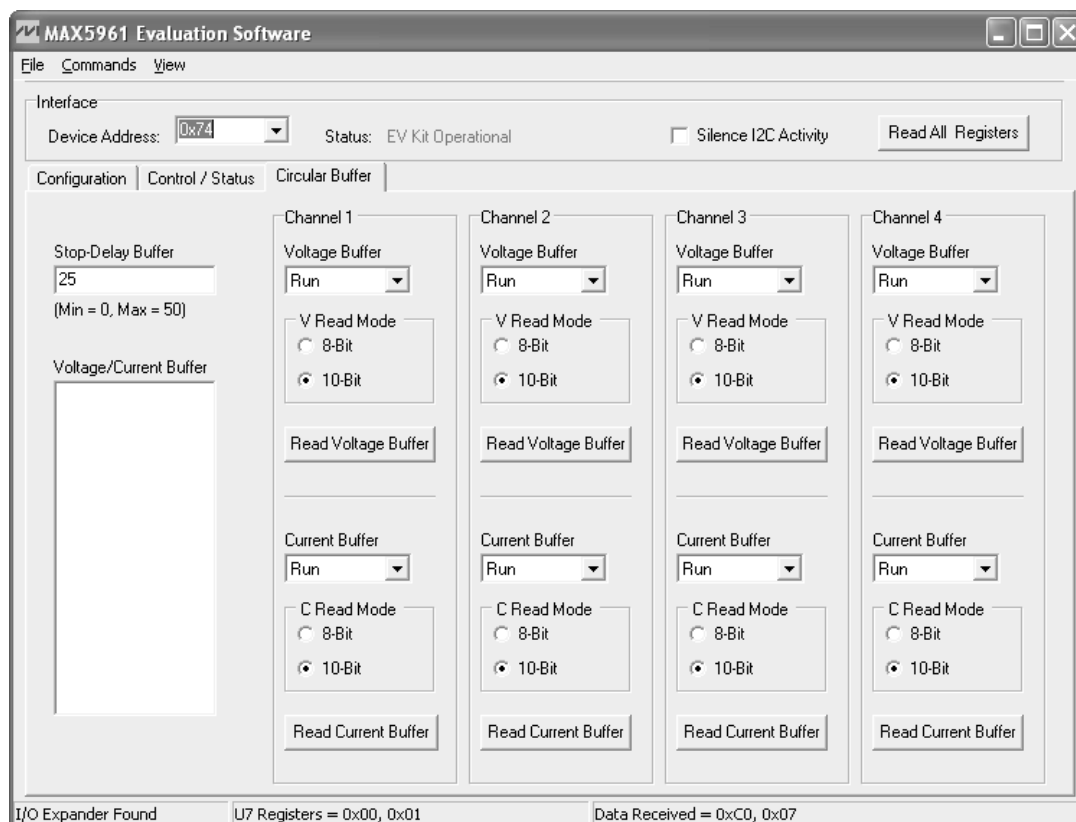 MAX5961 Evaluation Software
File Commands View
Interface
Device Address: 0x74 Status: EV Kit Operational Silence I2C Activity Read All Registers
Configuration Control / Status Circular Buffer
Stop-Delay Buffer
25
(Min = 0, Max = 50)
Voltage/Current Buffer
Channel 1
Voltage Buffer
Run
V Read Mode
8-Bit
10-Bit
Read Voltage Buffer
Current Buffer
Run
C Read Mode
8-Bit
10-Bit
Read Current Buffer
Channel 2
Voltage Buffer
Run
V Read Mode
8-Bit
10-Bit
Read Voltage Buffer
Current Buffer
Run
C Read Mode
8-Bit
10-Bit
Read Current Buffer
Channel 3
Voltage Buffer
Run
V Read Mode
8-Bit
10-Bit
Read Voltage Buffer
Current Buffer
Run
C Read Mode
8-Bit
10-Bit
Read Current Buffer
Channel 4
Voltage Buffer
Run
V Read Mode
8-Bit
10-Bit
Read Voltage Buffer
Current Buffer
Run
C Read Mode
8-Bit
10-Bit
Read Current Buffer
I/O Expander Found U7 Registers = 0x00, 0x01 Data Received = 0xC0, 0x07